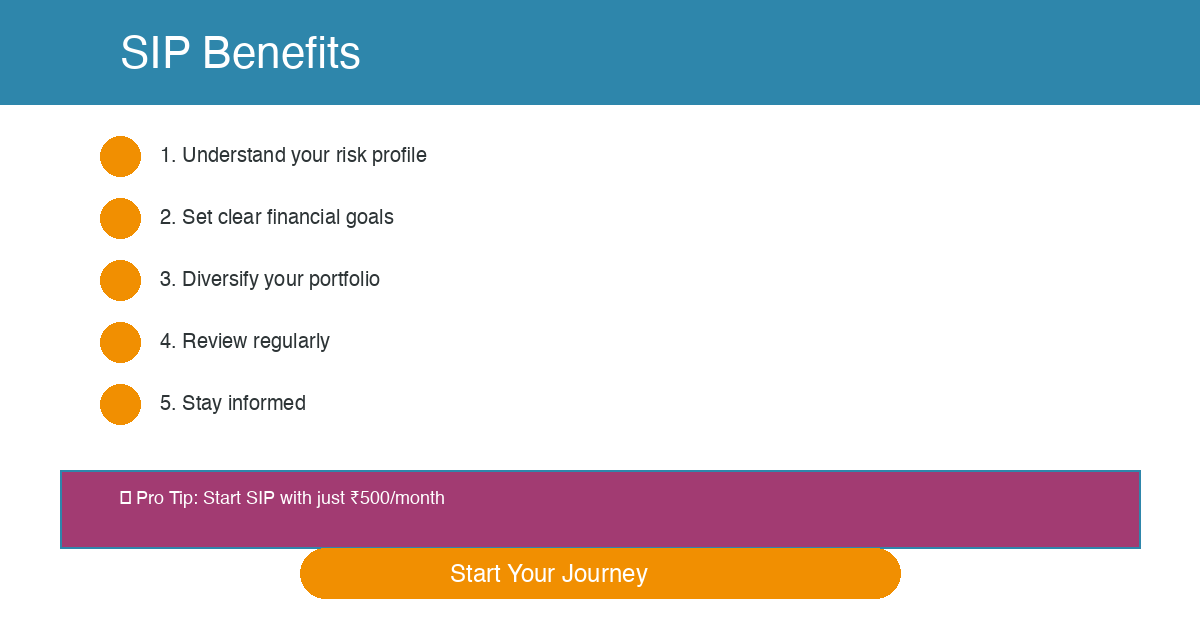 SIP Benefits
1. Understand your risk profile
2. Set clear financial goals
3. Diversify your portfolio
4. Review regularly
5. Stay informed
Pro Tip: Start SIP with just ₹500/month
Start Your Journey